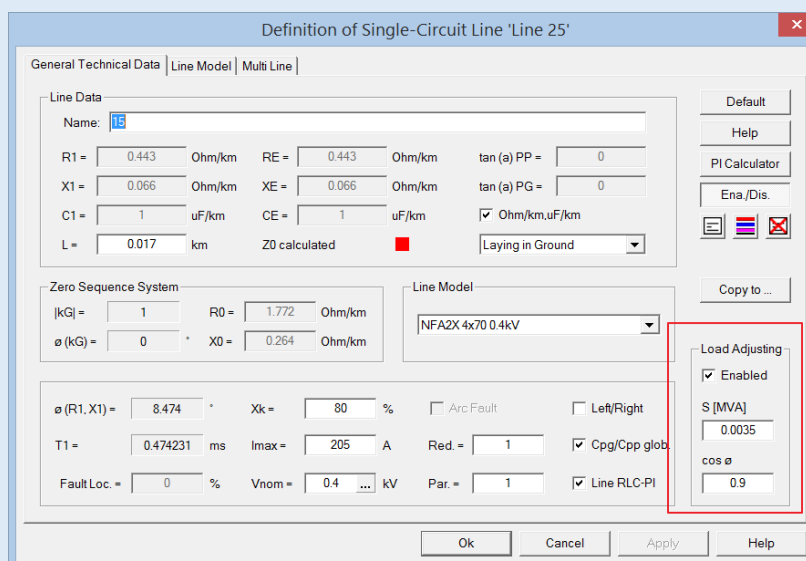 Definition of Single-Circuit Line 'Line 25'
General Technical Data
Line Model
Multi Line
Line Data
Name: 15
R1 = 0.443 Ohm/km RE = 0.443 Ohm/km tan (a) PP = 0
X1 = 0.066 Ohm/km XE = 0.066 Ohm/km tan (a) PG = 0
C1 = 1 uF/km CE = 1 uF/km Ohm/km,uF/km
L = 0.017 km Z0 calculated Laying in Ground
Default
Help
PI Calculator
Ena./Dis.
Copy to ...
Zero Sequence System
|kG| = 1 R0 = 1.772 Ohm/km
ø (kG) = 0 ° X0 = 0.264 Ohm/km
Line Model
NFA2X 4x70 0.4kV
ø (R1, X1) = 8.474 ° Xk = 80 % Arc Fault Left/Right
T1 = 0.474231 ms Imax = 205 A Red. = 1 Cpg/Cpp glob.
Fault Loc. = 0 % Vnom = 0.4 ... kV Par. = 1 Line RLC-PI
Load Adjusting
Enabled
S [MVA]
0.0035
cos ø
0.9
Ok Cancel Apply Help